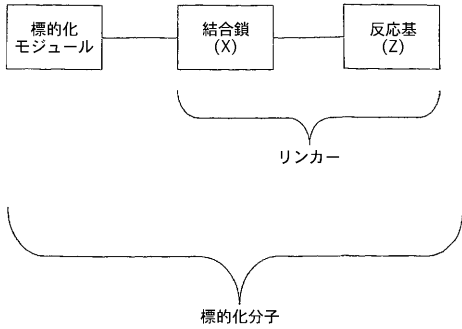 標的化
モジュール
結合鎖
(X)
反応基
(Z)
リンカー
標的化分子